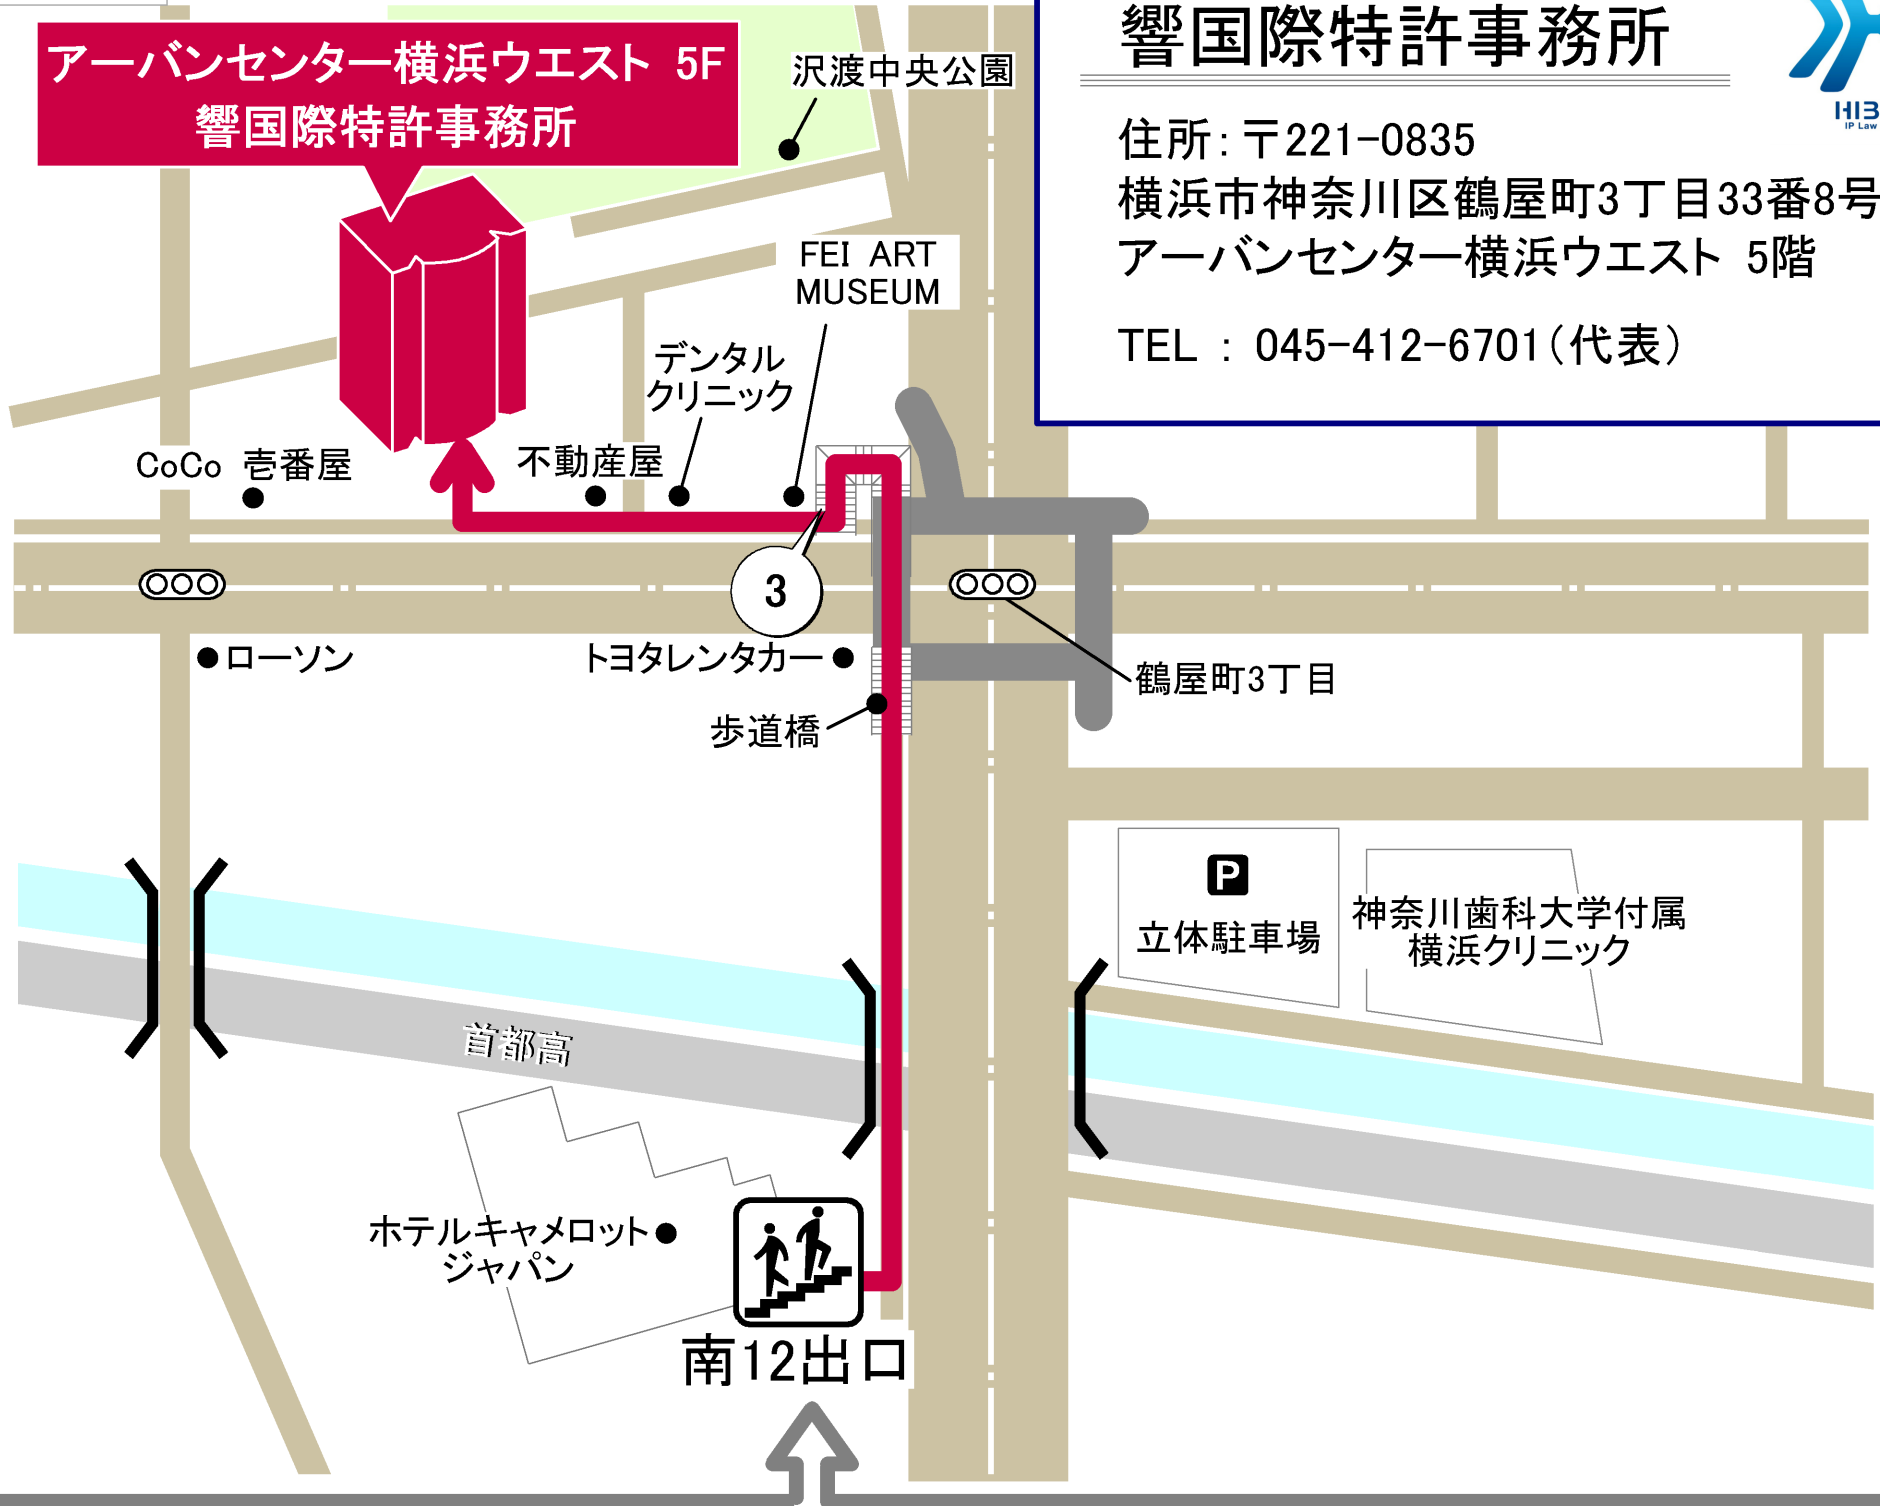 アーバンセンター横浜ウエスト 5F
響国際特許事務所
沢渡中央公園
響国際特許事務所
IP Law
住所：〒221-0835
横浜市神奈川区鶴屋町3丁目33番8号
アーバンセンター横浜ウエスト 5階
TEL : 045-412-6701(代表)
FEI ART
MUSEUM
デンタル
クリニック
CoCo 壱番屋
不動産屋
3
ローソン
トヨタレンタカー
鶴屋町3丁目
歩道橋
P
立体駐車場
神奈川歯科大学付属
横浜クリニック
首都高
ホテルキャメロット
ジャパン
南12出口